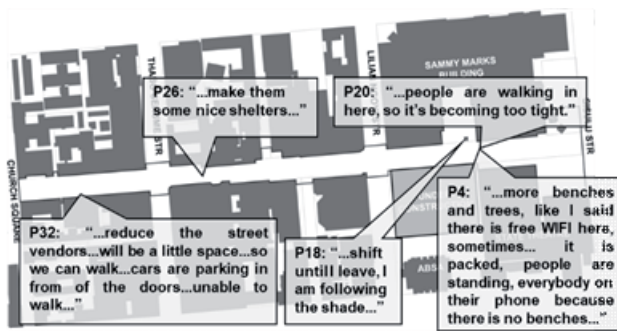 SAMMY MARKS
P26: “...make them
some nice shelters...”
P20: “...people are walking in
here, so it’s becoming too tight.”
CHURCH SQUARE
P32: “...reduce the street
vendors...will be a little space...so
we can walk...cars are parking in
from of the doors...unable to
walk...”
P18: “...shift
until leave, I
am following
the shade...”
P4: “...more benches
and trees, like I said
there is free WIFI here,
sometimes... it is
packed, people are
standing, everybody on
their phone because
there is no benches...”